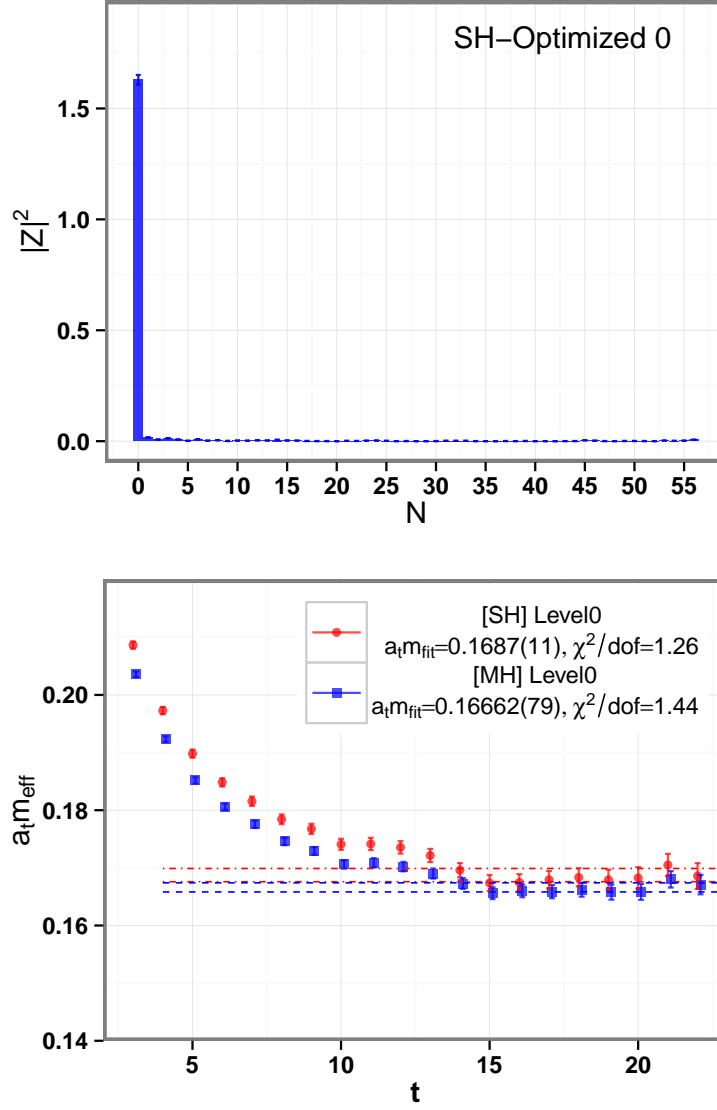 SH−Optimized 0
|Z|²
1.5
1.0
0.5
0.0
0 5 10 15 20 25 30 35 40 45 50 55
N
[SH] Level0
aₜm_fit=0.1687(11), χ²/dof=1.26
[MH] Level0
aₜm_fit=0.16662(79), χ²/dof=1.44
aₜm_eff
0.20
0.18
0.16
0.14
5 10 15 20
t